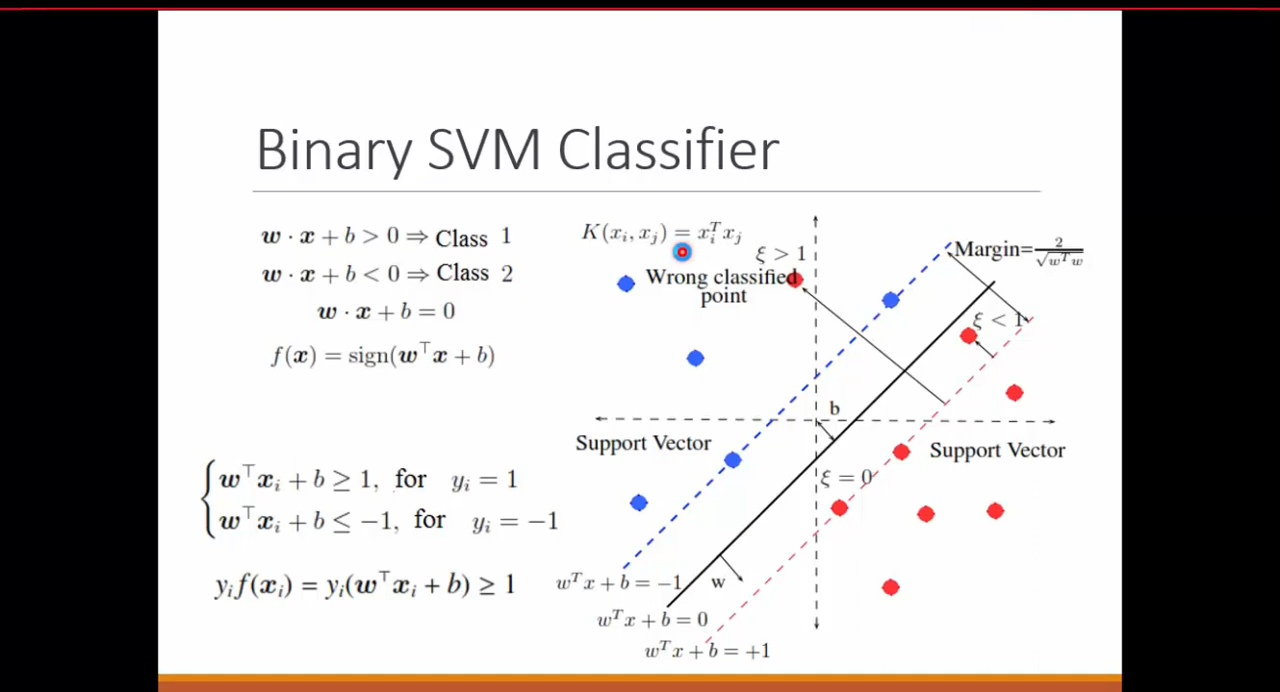 Binary SVM Classifier
w · x + b > 0 ⇒ Class 1
w · x + b < 0 ⇒ Class 2
w · x + b = 0
f(x) = sign(w⊤x + b)
w⊤xᵢ + b ≥ 1, for yᵢ = 1
w⊤xᵢ + b ≤ −1, for yᵢ = −1
yᵢf(xᵢ) = yᵢ(w⊤xᵢ + b) ≥ 1
K(xᵢ, xⱼ) = xᵢᵀxⱼ
ξ > 1
Wrong classified
point
Margin=2/√wᵀw
ξ < 1
b
Support Vector
Support Vector
ξ = 0
w
wᵀx + b = −1
wᵀx + b = 0
wᵀx + b = +1